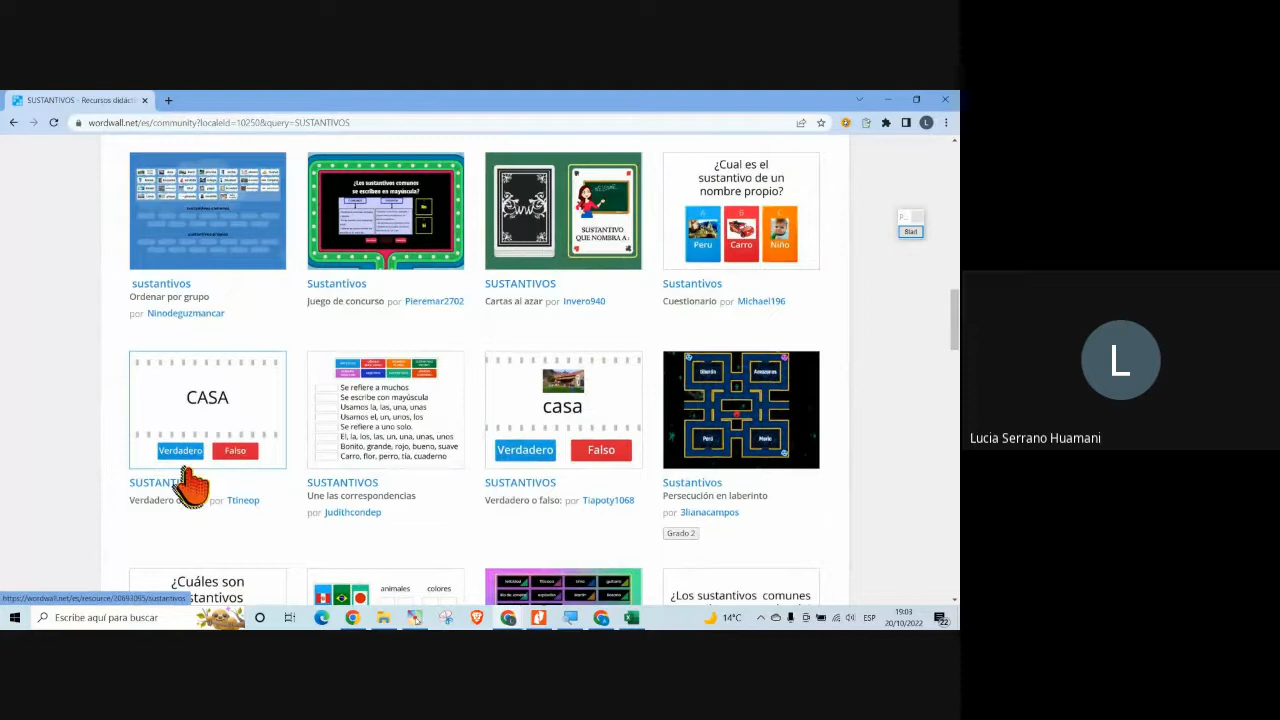 SUSTANTIVOS - Recursos didácti
wordwall.net/es/community?localeId=10250&query=SUSTANTIVOS
L
¿Los sustantivos comunes
se escriben en mayúscula?
No
Si
SUSTANTIVO
QUE NOMBRA A:
¿Cual es el
sustantivo de un
nombre propio?
A
B
Peru
Carro
Niño
Start
sustantivos
Ordenar por grupo
por Ninodeguzmancar
Sustantivos
Juego de concurso por Pieremar2702
SUSTANTIVOS
Cartas al azar por Invero940
Sustantivos
Cuestionario por Michael196
CASA
Verdadero
Falso
Se refiere a muchos
Se escribe con mayúscula
Usamos la, las, una, unas
Usamos el, un, unos, los
Se refiere a uno solo.
El, la, los, las, un, una, unas, unos
Bonito, grande, rojo, bueno, suave
Carro, flor, perro, tía, cuaderno
casa
Verdadero
Falso
Perú
L
Lucia Serrano Huamani
Verdadero
por Ttineop
SUSTANTIVOS
Une las correspondencias
por Judithcondep
SUSTANTIVOS
Verdadero o falso: por Tiapoty1068
Sustantivos
Persecución en laberinto
por 3lianacampos
Grado 2
¿Cuáles son
animales
colores
¿Los sustantivos comunes
https://wordwall.net/es/resource/20693095/sustantivos
Escribe aquí para buscar
14°C
ESP
19:03
20/10/2022
22